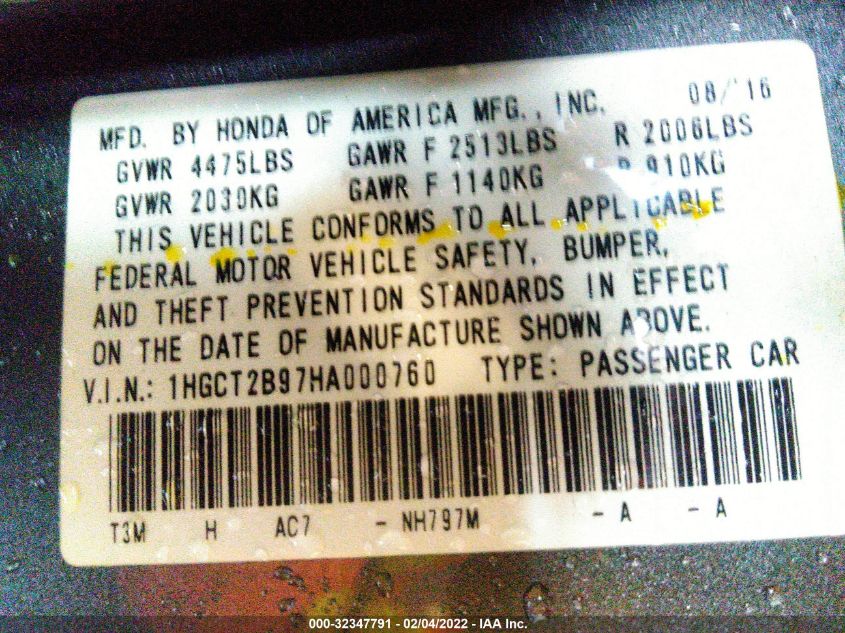 MFD. BY HONDA OF AMERICA MFG., INC. 08/'16
GVWR 4475LBS GAWR F 2513LBS R 2006LBS
GVWR 2030KG GAWR F 1140KG R 910KG
THIS VEHICLE CONFORMS TO ALL APPLICABLE
FEDERAL MOTOR VEHICLE SAFETY, BUMPER,
AND THEFT PREVENTION STANDARDS IN EFFECT
ON THE DATE OF MANUFACTURE SHOWN ABOVE.
V.I.N.: 1HGCT2B97HA000760 TYPE: PASSENGER CAR
T3M H AC7 - NH797M - A - A
000-32347791 - 02/04/2022 - IAA Inc.